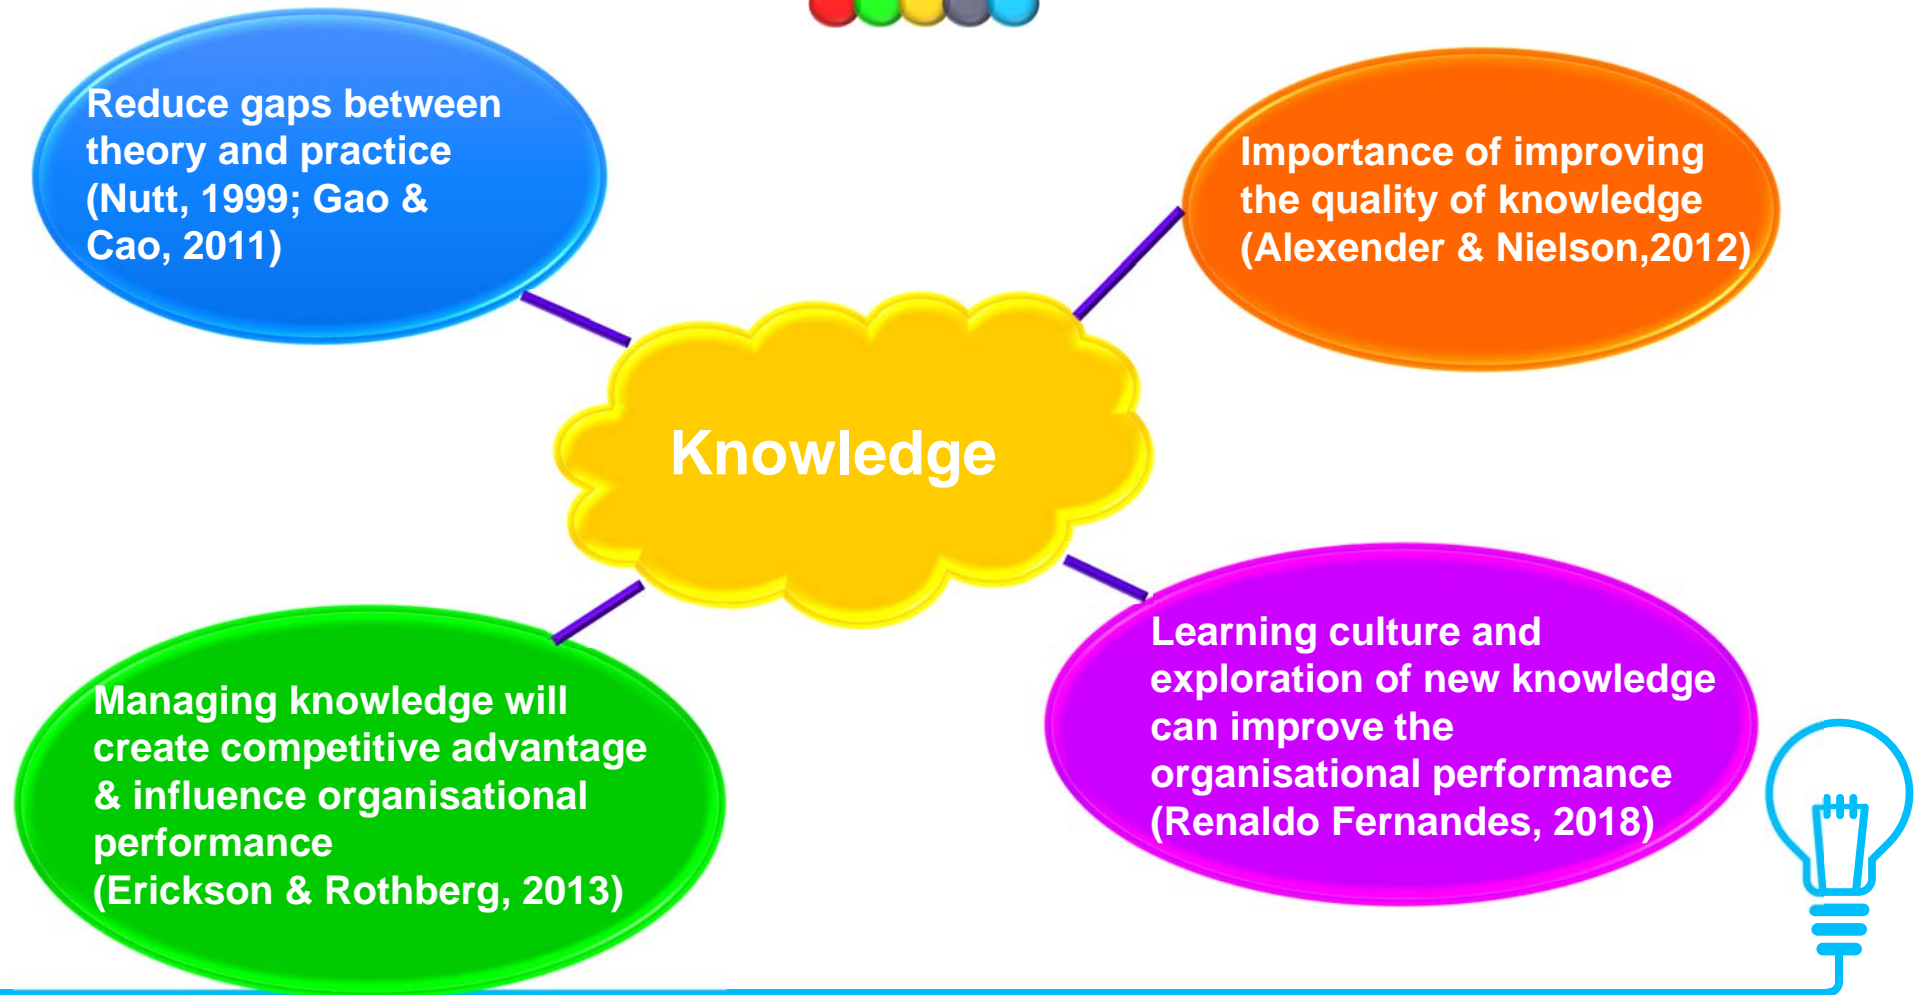 Reduce gaps between
theory and practice
(Nutt, 1999; Gao &
Cao, 2011)
Importance of improving
the quality of knowledge
(Alexender & Nielson,2012)
Knowledge
Managing knowledge will
create competitive advantage
& influence organisational
performance
(Erickson & Rothberg, 2013)
Learning culture and
exploration of new knowledge
can improve the
organisational performance
(Renaldo Fernandes, 2018)